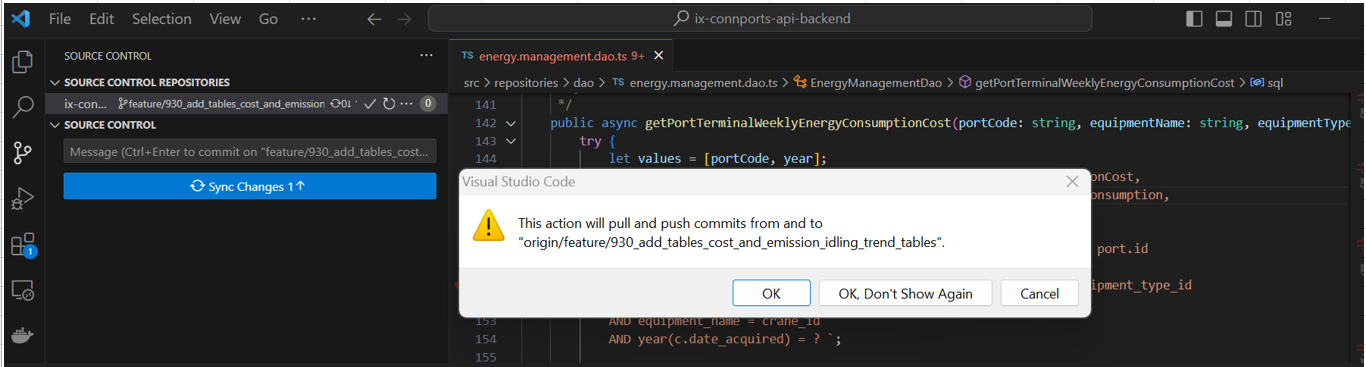 File Edit Selection View Go ... ix-connports-api-backend
SOURCE CONTROL
SOURCE CONTROL REPOSITORIES
ix-con... feature/930_add_tables_cost_and_emission ... 0
SOURCE CONTROL
Message (Ctrl+Enter to commit on "feature/930_add_tables_cost...
Sync Changes 1↑
1
TS energy.management.dao.ts 9+
src > repositories > dao > TS energy.management.dao.ts > EnergyManagementDao > getPortTerminalWeeklyEnergyConsumptionCost > sql
141 */
142 public async getPortTerminalWeeklyEnergyConsumptionCost(portCode: string, equipmentName: string, equipmentType
143 try {
144 let values = [portCode, year];
onCost,
onsumption,
port.id
ipment_type_id
153 AND equipment_name = crane_id
154 AND year(c.date_acquired) = ? `;
155
Visual Studio Code
This action will pull and push commits from and to
"origin/feature/930_add_tables_cost_and_emission_idling_trend_tables".
OK
OK, Don't Show Again
Cancel